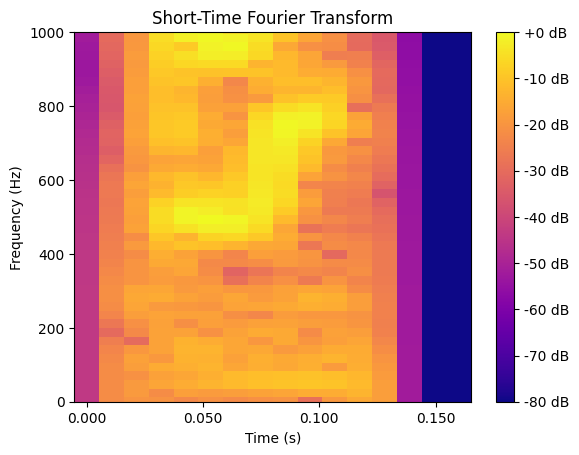 Short-Time Fourier Transform
Frequency (Hz)
1000
800
600
400
200
0
0.000
0.050
0.100
0.150
Time (s)
+0 dB
-10 dB
-20 dB
-30 dB
-40 dB
-50 dB
-60 dB
-70 dB
-80 dB